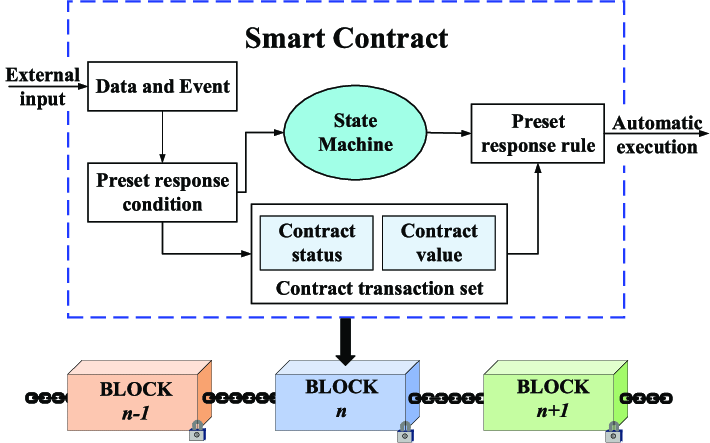 Smart Contract
External
input
Data and Event
State
Machine
Preset
response rule
Automatic
execution
Preset response
condition
Contract
status
Contract
value
Contract transaction set
BLOCK
n-1
BLOCK
n
BLOCK
n+1